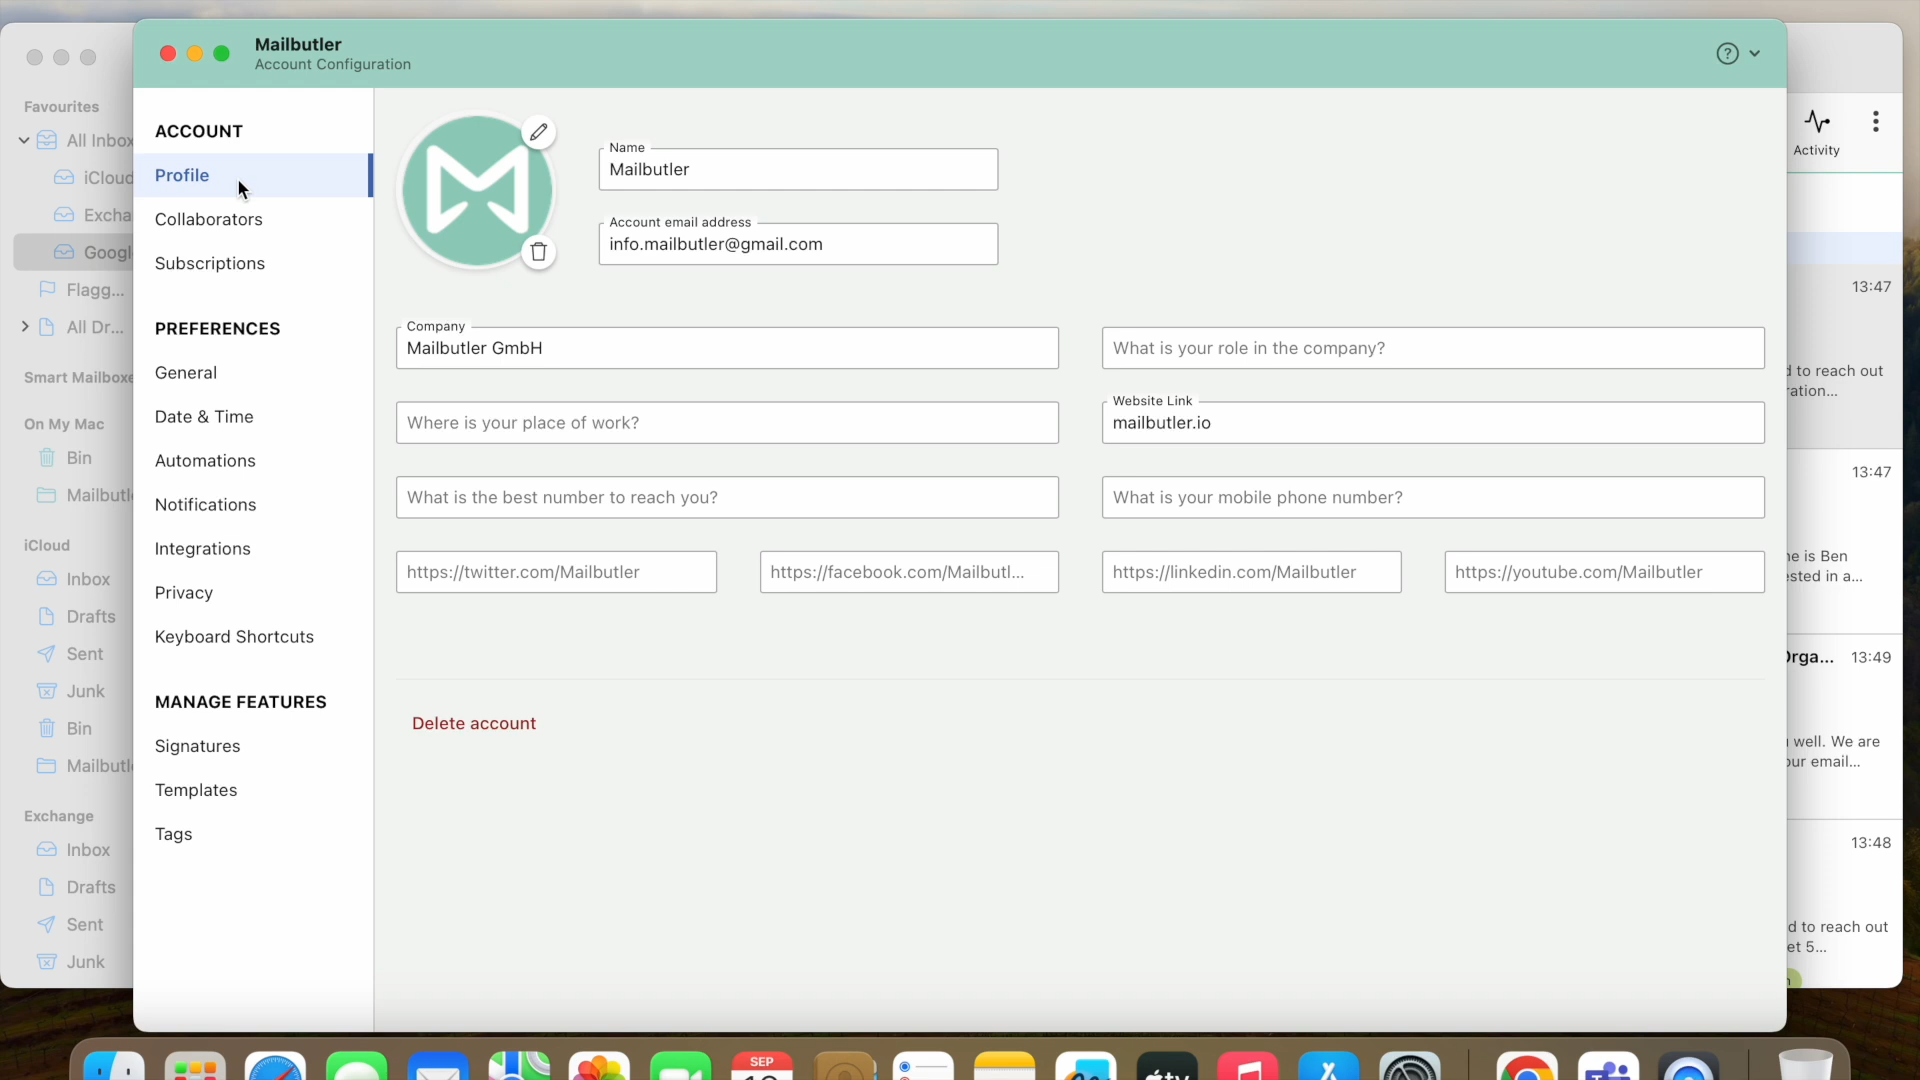 Mailbutler
Account Configuration
Favourites
All Inbox
iCloud
Excha
Googl
Flagg...
All Dr...
Smart Mailboxe
On My Mac
Bin
Mailbutl
iCloud
Inbox
Drafts
Sent
Junk
Bin
Mailbutl
Exchange
Inbox
Drafts
Sent
Junk
ACCOUNT
Profile
Collaborators
Subscriptions
PREFERENCES
General
Date & Time
Automations
Notifications
Integrations
Privacy
Keyboard Shortcuts
MANAGE FEATURES
Signatures
Templates
Tags
Name
Mailbutler
Account email address
info.mailbutler@gmail.com
Company
Mailbutler GmbH
What is your role in the company?
Where is your place of work?
Website Link
mailbutler.io
What is the best number to reach you?
What is your mobile phone number?
https://twitter.com/Mailbutler
https://facebook.com/Mailbutl...
https://linkedin.com/Mailbutler
https://youtube.com/Mailbutler
Delete account
Activity
13:47
d to reach out
ration...
13:47
ne is Ben
ested in a...
Orga... 13:49
well. We are
our email...
13:48
d to reach out
et 5...
SEP
tv